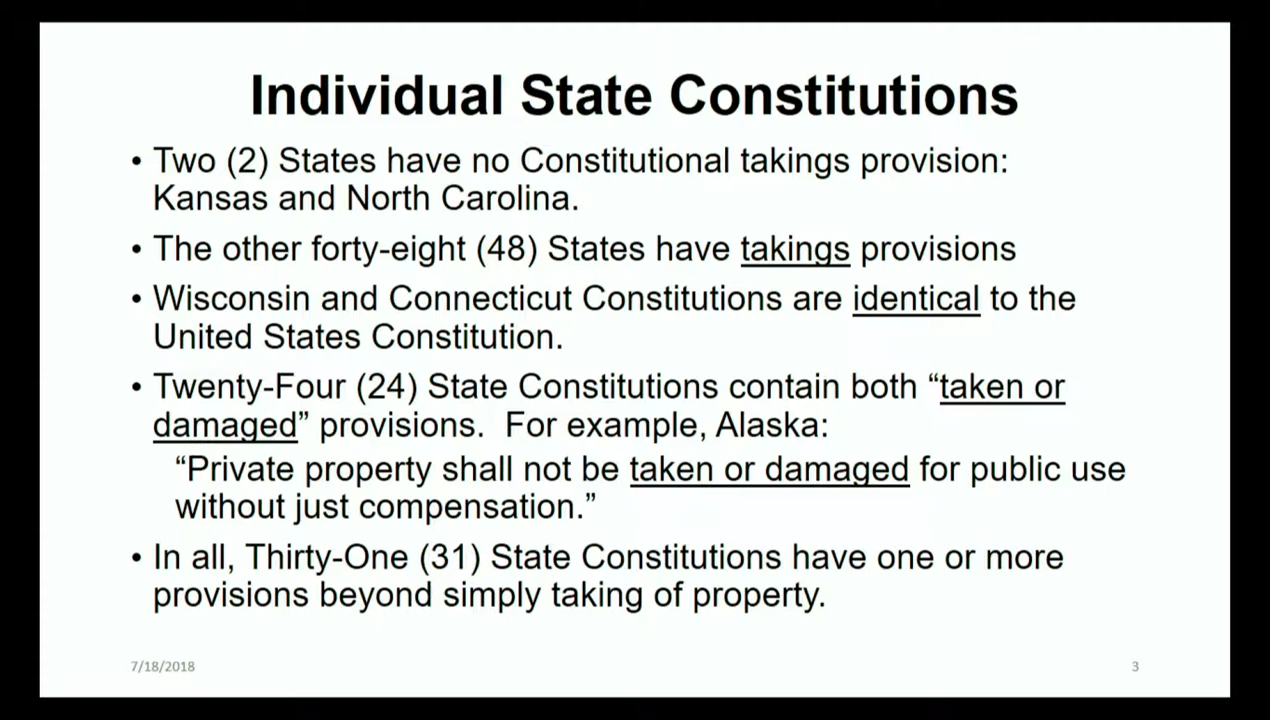 Individual State Constitutions
• Two (2) States have no Constitutional takings provision:
Kansas and North Carolina.
• The other forty-eight (48) States have takings provisions
• Wisconsin and Connecticut Constitutions are identical to the
United States Constitution.
• Twenty-Four (24) State Constitutions contain both “taken or
damaged” provisions.  For example, Alaska:
“Private property shall not be taken or damaged for public use
without just compensation.”
• In all, Thirty-One (31) State Constitutions have one or more
provisions beyond simply taking of property.
7/18/2018
3